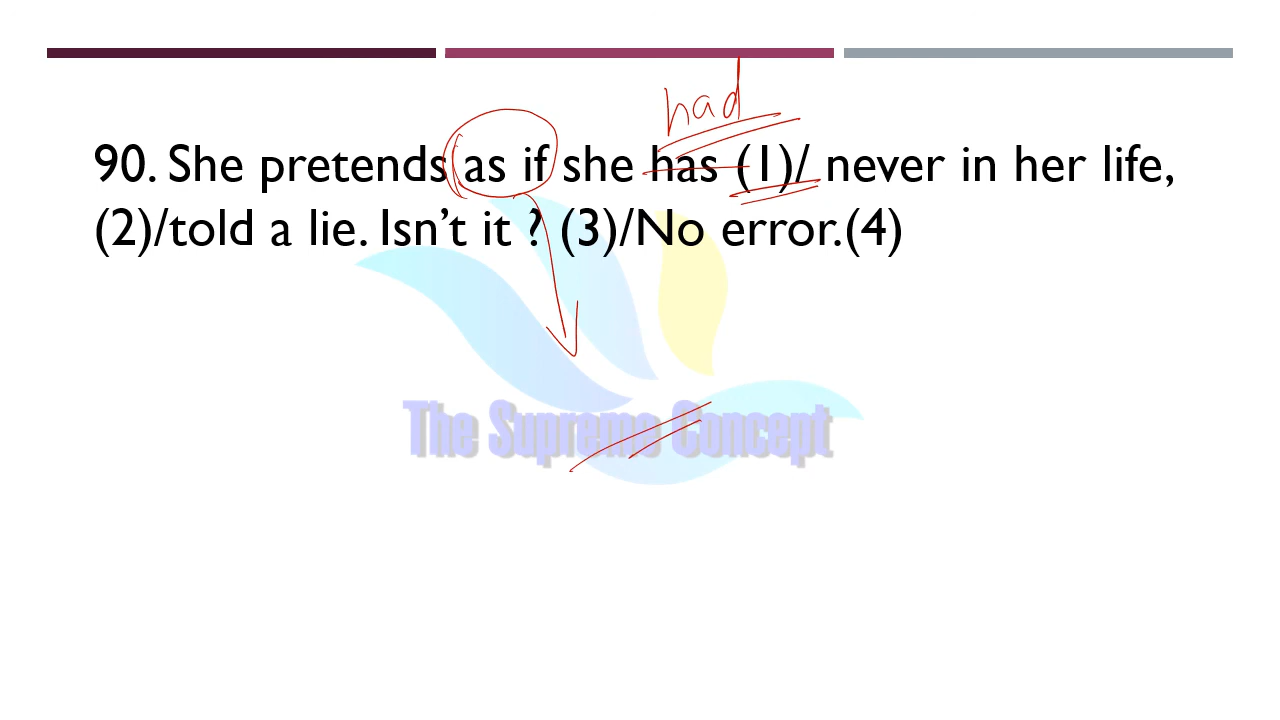 had
90. She pretends as if she has (1)/ never in her life,
(2)/told a lie. Isn't it ? (3)/No error.(4)
The Supreme Concept